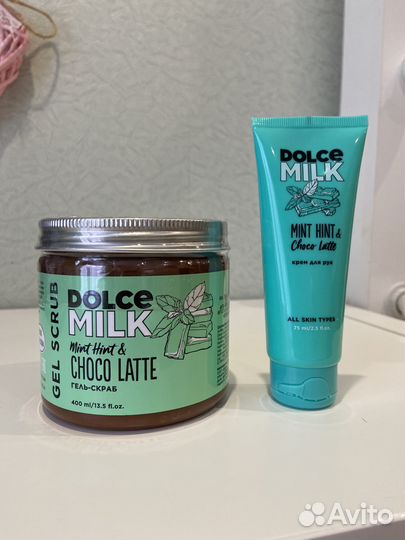 GEL SCRUB
DOLCE
MILK
Mint Hint &
CHOCO LATTE
ГЕЛЬ-СКРАБ
400 ml/13.5 fl.oz.
DOLCE
MILK
MINT HINT &
Choco Latte
крем для рук
ALL SKIN TYPES
75 ml/2.5 fl.oz.
Avito